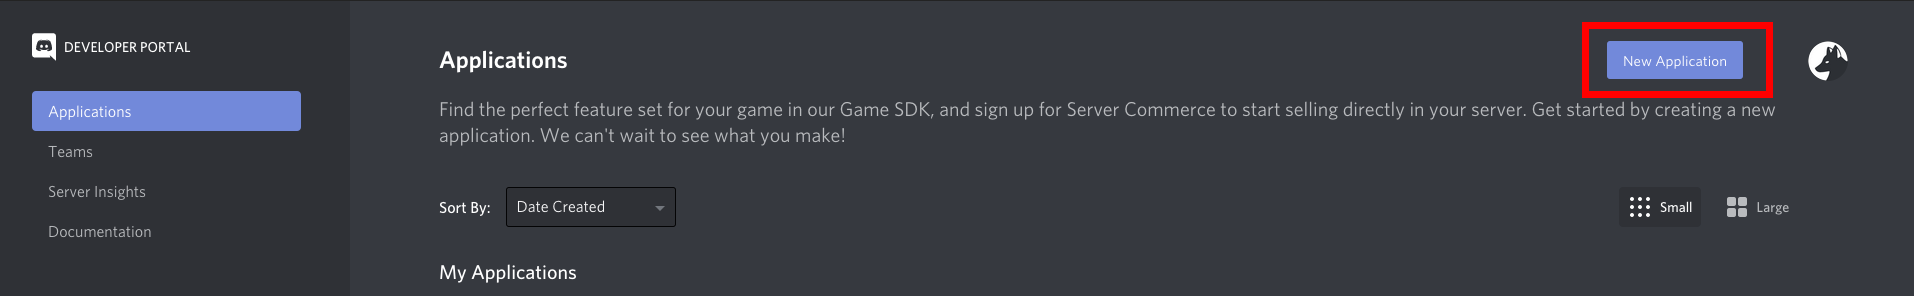 DEVELOPER PORTAL
Applications
Teams
Server Insights
Documentation
Applications
New Application
Find the perfect feature set for your game in our Game SDK, and sign up for Server Commerce to start selling directly in your server. Get started by creating a new
application. We can't wait to see what you make!
Sort By:
Date Created
Small
Large
My Applications